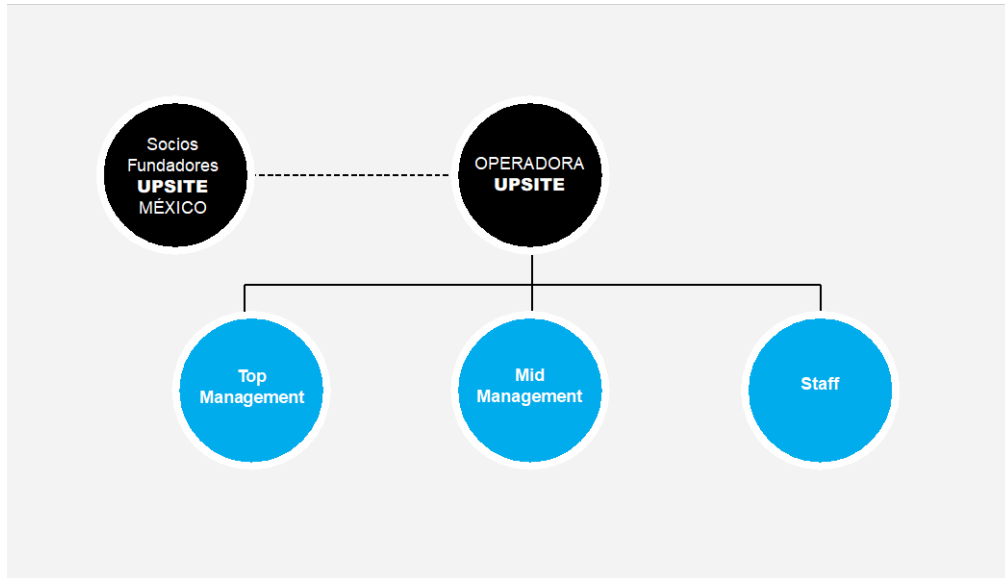 Socios
Fundadores
UPSITE
MÉXICO
OPERADORA
UPSITE
Top
Management
Mid
Management
Staff